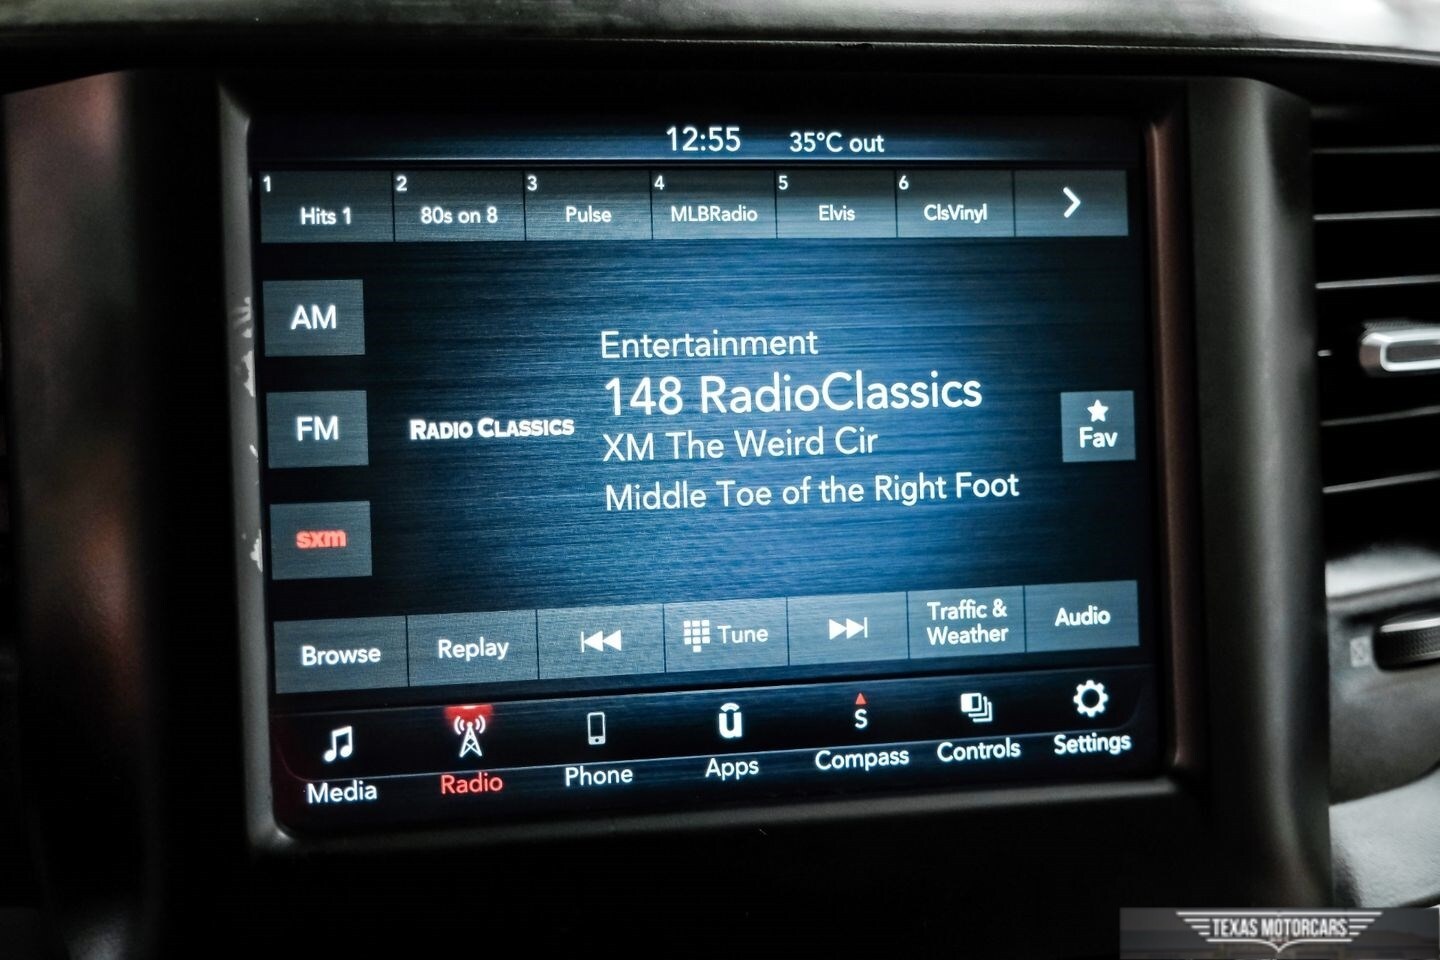 12:55 35°C out
1 Hits 1
2 80s on 8
3 Pulse
4 MLBRadio
5 Elvis
6 ClsVinyl
AM
FM
sxm
RADIO CLASSICS
Entertainment
148 RadioClassics
XM The Weird Cir
Middle Toe of the Right Foot
Fav
Browse
Replay
Tune
Traffic &
Weather
Audio
Media
Radio
Phone
ū
Apps
S
Compass
Controls
Settings
TEXAS MOTORCARS